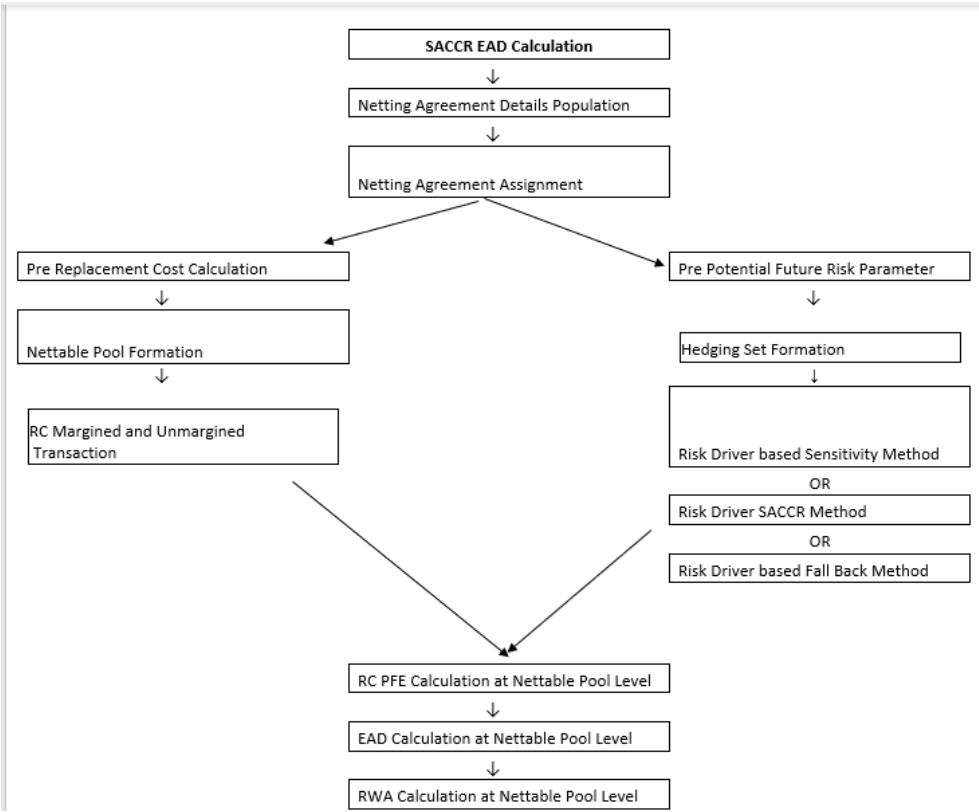 SACCR EAD Calculation
Netting Agreement Details Population
Netting Agreement Assignment
Pre Replacement Cost Calculation
Nettable Pool Formation
RC Margined and Unmargined
Transaction
Pre Potential Future Risk Parameter
Hedging Set Formation
Risk Driver based Sensitivity Method
OR
Risk Driver SACCR Method
OR
Risk Driver based Fall Back Method
RC PFE Calculation at Nettable Pool Level
EAD Calculation at Nettable Pool Level
RWA Calculation at Nettable Pool Level